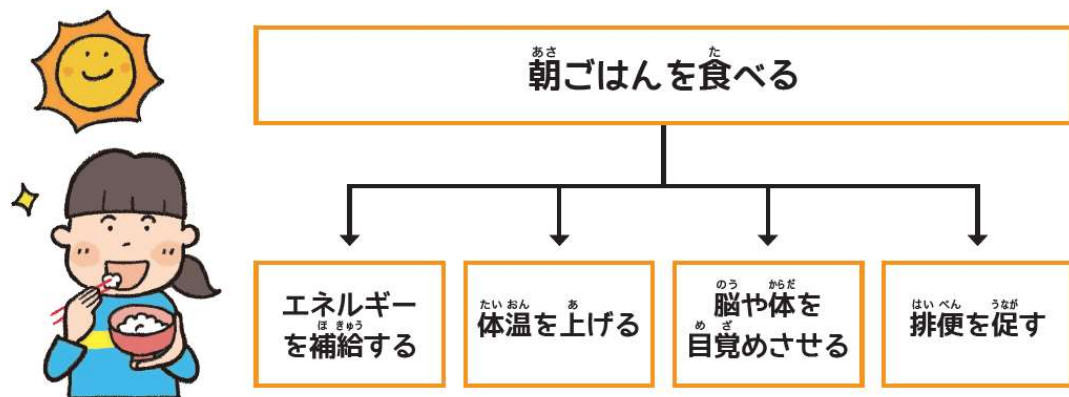 朝ごはんを食べる
エネルギー
を補給する
体温を上げる
脳や体を
目覚めさせる
排便を促す